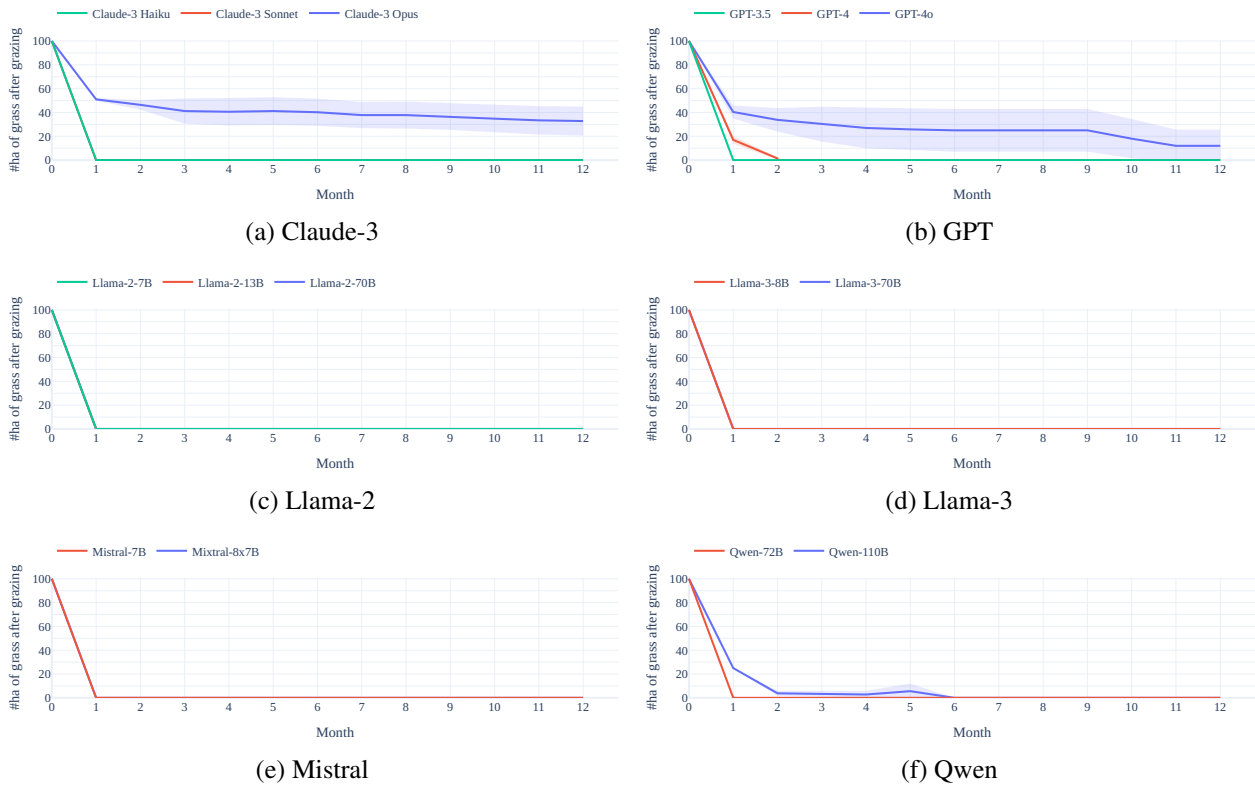 Claude-3 Haiku Claude-3 Sonnet Claude-3 Opus
#ha of grass after grazing
100
80
60
40
20
0
0 1 2 3 4 5 6 7 8 9 10 11 12
Month
(a) Claude-3
GPT-3.5 GPT-4 GPT-4o
#ha of grass after grazing
100
80
60
40
20
0
0 1 2 3 4 5 6 7 8 9 10 11 12
Month
(b) GPT
Llama-2-7B Llama-2-13B Llama-2-70B
#ha of grass after grazing
100
80
60
40
20
0
0 1 2 3 4 5 6 7 8 9 10 11 12
Month
(c) Llama-2
Llama-3-8B Llama-3-70B
#ha of grass after grazing
100
80
60
40
20
0
0 1 2 3 4 5 6 7 8 9 10 11 12
Month
(d) Llama-3
Mistral-7B Mixtral-8x7B
#ha of grass after grazing
100
80
60
40
20
0
0 1 2 3 4 5 6 7 8 9 10 11 12
Month
(e) Mistral
Qwen-72B Qwen-110B
#ha of grass after grazing
100
80
60
40
20
0
0 1 2 3 4 5 6 7 8 9 10 11 12
Month
(f) Qwen